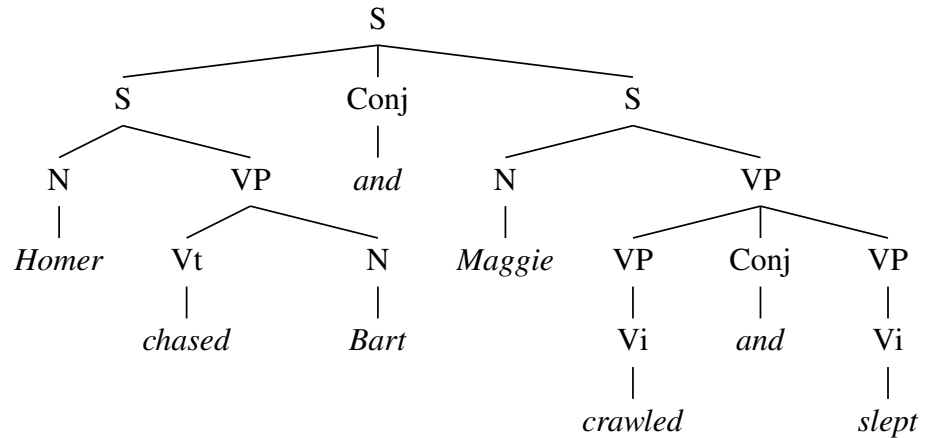 S
S Conj S
N VP and N VP
Homer Vt N Maggie VP Conj VP
chased Bart Vi and Vi
crawled slept